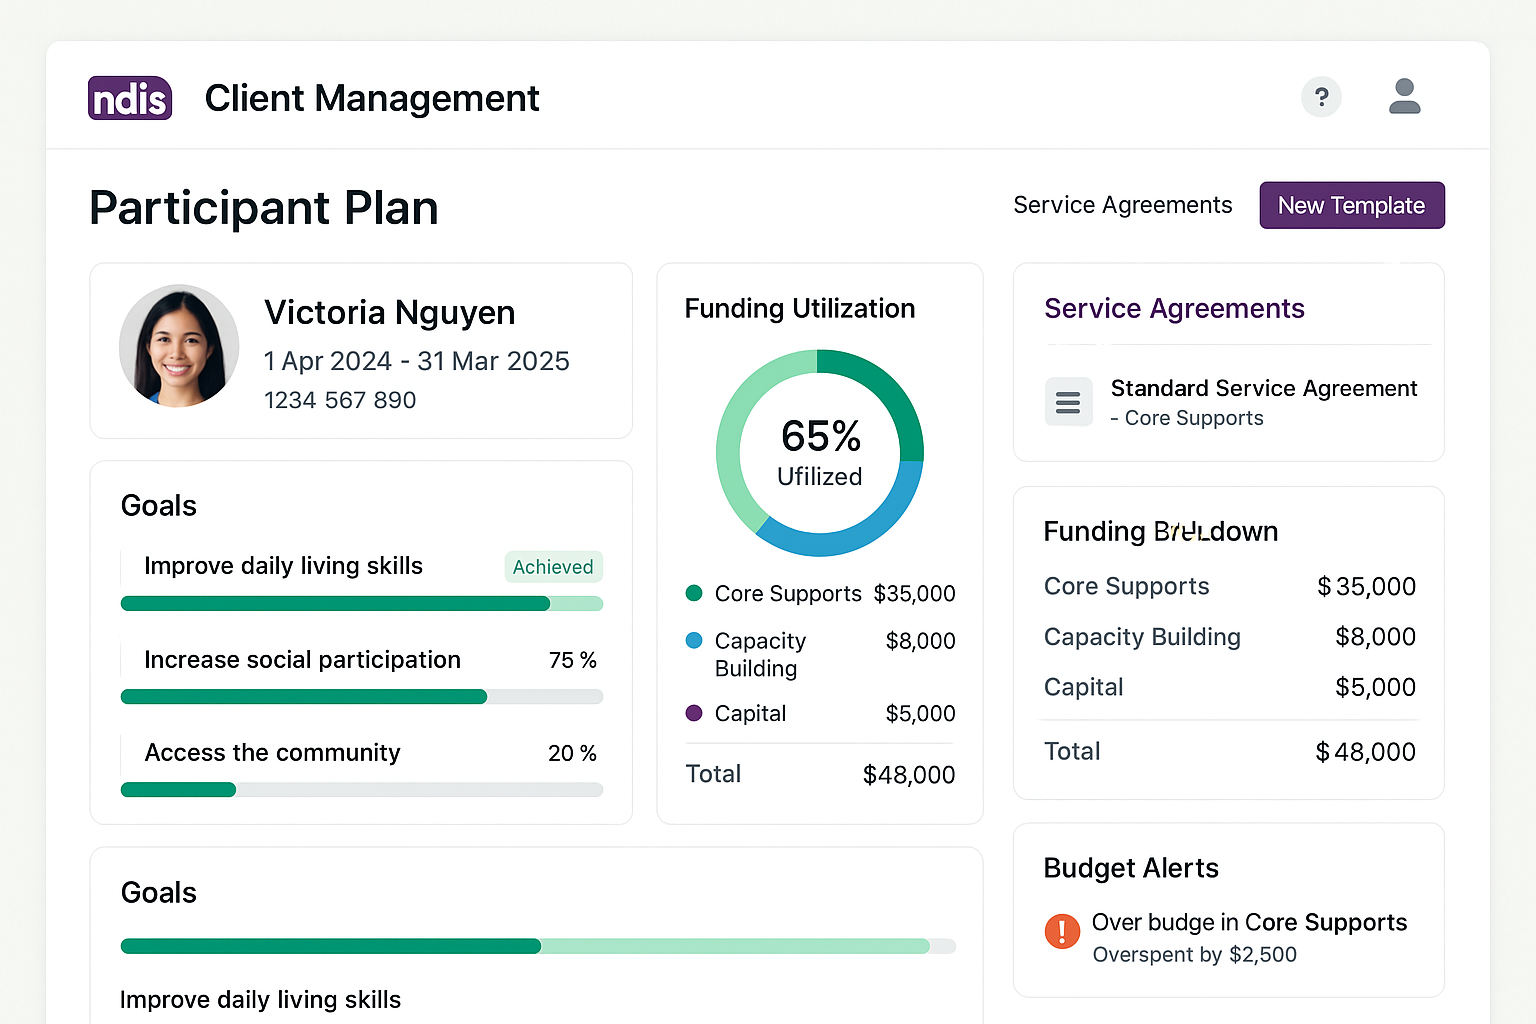 ndis
Client Management
?
Participant Plan
Service Agreements
New Template
Victoria Nguyen
1 Apr 2024 - 31 Mar 2025
1234 567 890
Goals
Improve daily living skills
Achieved
Increase social participation
75 %
Access the community
20 %
Funding Utilization
65%
Ufilized
Core Supports $35,000
Capacity $8,000
Building
Capital $5,000
Total $48,000
Service Agreements
Standard Service Agreement
- Core Supports
Funding
Core Supports $35,000
Capacity Building $8,000
Capital $5,000
Total $48,000
Budget Alerts
! Over budge in Core Supports
Overspent by $2,500
Goals
Improve daily living skills